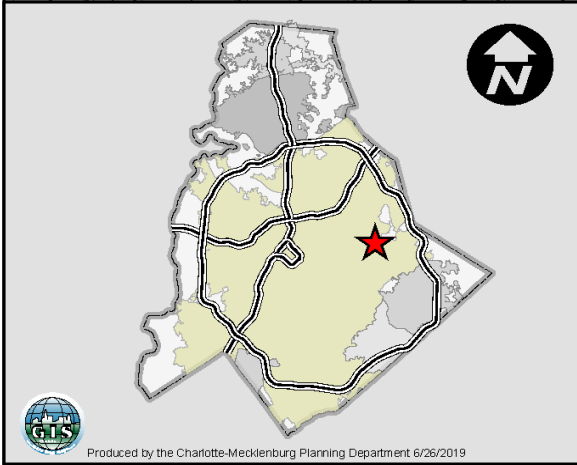 N
GIS
Produced by the Charlotte-Mecklenburg Planning Department 6/26/2019